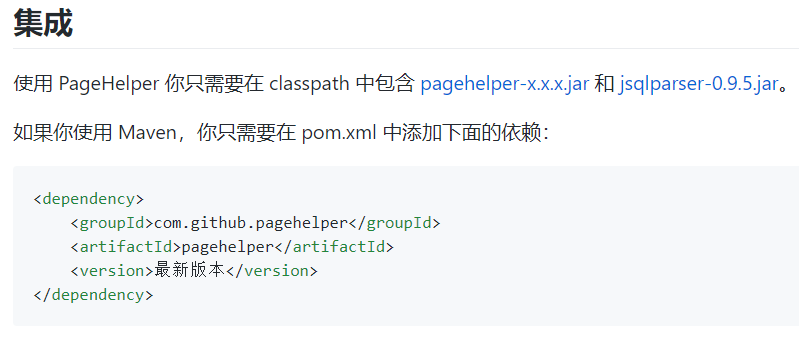 集成
使用 PageHelper 你只需要在 classpath 中包含 pagehelper-x.x.x.jar 和 jsqlparser-0.9.5.jar。
如果你使用 Maven，你只需要在 pom.xml 中添加下面的依赖：
<dependency>
    <groupId>com.github.pagehelper</groupId>
    <artifactId>pagehelper</artifactId>
    <version>最新版本</version>
</dependency>